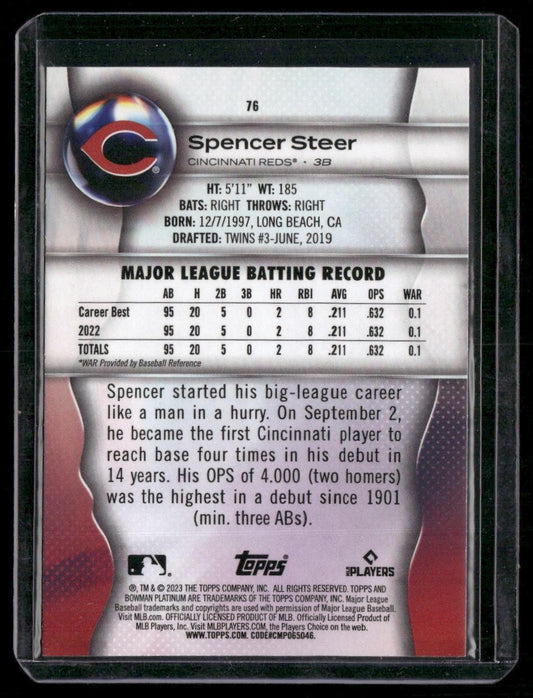 76
C
®
Spencer Steer
CINCINNATI REDS® • 3B
HT: 5'11" WT: 185
BATS: RIGHT THROWS: RIGHT
BORN: 12/7/1997, LONG BEACH, CA
DRAFTED: TWINS #3-JUNE, 2019
MAJOR LEAGUE BATTING RECORD
AB H 2B 3B HR RBI AVG OPS WAR
Career Best 95 20 5 0 2 8 .211 .632 0.1
2022 95 20 5 0 2 8 .211 .632 0.1
TOTALS 95 20 5 0 2 8 .211 .632 0.1
*WAR Provided by Baseball Reference
Spencer started his big-league career
like a man in a hurry. On September 2,
he became the first Cincinnati player to
reach base four times in his debut in
14 years. His OPS of 4.000 (two homers)
was the highest in a debut since 1901
(min. three ABs).
topps
PLAYERS
®, TM & © 2023 THE TOPPS COMPANY, INC. ALL RIGHTS RESERVED. TOPPS AND
BOWMAN PLATINUM ARE TRADEMARKS OF THE TOPPS COMPANY, INC. Major League
Baseball trademarks and copyrights are used with permission of Major League Baseball.
Visit MLB.com. OFFICIALLY LICENSED PRODUCT OF MLB. Officially Licensed Product of
MLB Players, Inc. Visit MLBPLAYERS.COM, the Players Choice on the web.
WWW.TOPPS.COM. CODE#CMP065046.